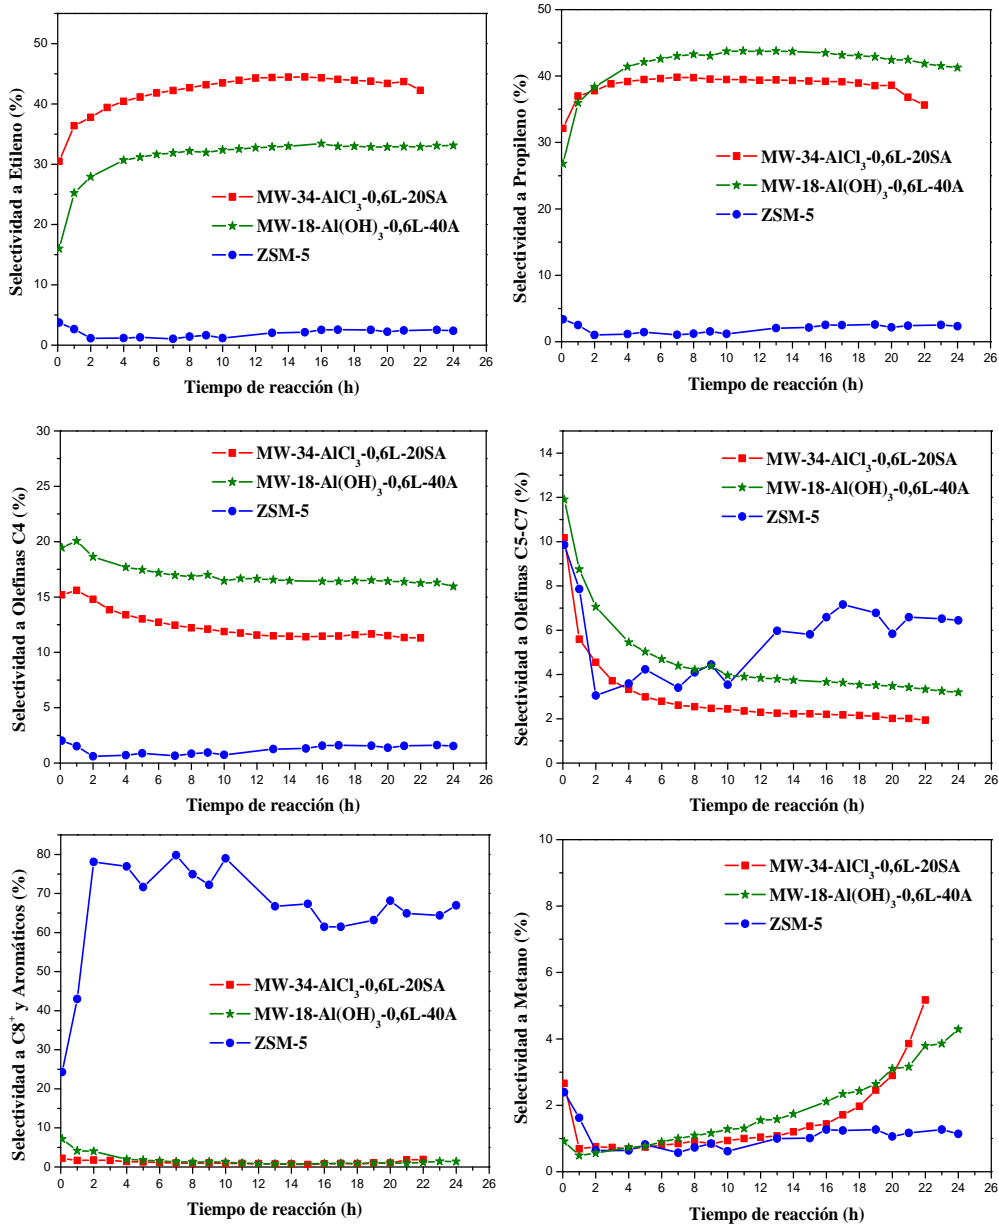 Selectividad a Etileno (%)
50
40
30
20
10
0
MW-34-AlCl3-0,6L-20SA
MW-18-Al(OH)3-0,6L-40A
ZSM-5
0 2 4 6 8 10 12 14 16 18 20 22 24 26
Tiempo de reacción (h)
Selectividad a Propileno (%)
50
40
30
20
10
0
MW-34-AlCl3-0,6L-20SA
MW-18-Al(OH)3-0,6L-40A
ZSM-5
0 2 4 6 8 10 12 14 16 18 20 22 24 26
Tiempo de reacción (h)
Selectividad a Olefinas C4 (%)
30
25
20
15
10
5
0
MW-34-AlCl3-0,6L-20SA
MW-18-Al(OH)3-0,6L-40A
ZSM-5
0 2 4 6 8 10 12 14 16 18 20 22 24 26
Tiempo de reacción (h)
Selectividad a Olefinas C5-C7 (%)
14
12
10
8
6
4
2
0
MW-34-AlCl3-0,6L-20SA
MW-18-Al(OH)3-0,6L-40A
ZSM-5
0 2 4 6 8 10 12 14 16 18 20 22 24 26
Tiempo de reacción (h)
Selectividad a C8+ y Aromáticos (%)
80
70
60
50
40
30
20
10
0
MW-34-AlCl3-0,6L-20SA
MW-18-Al(OH)3-0,6L-40A
ZSM-5
0 2 4 6 8 10 12 14 16 18 20 22 24 26
Tiempo de reacción (h)
Selectividad a Metano (%)
10
8
6
4
2
0
MW-34-AlCl3-0,6L-20SA
MW-18-Al(OH)3-0,6L-40A
ZSM-5
0 2 4 6 8 10 12 14 16 18 20 22 24 26
Tiempo de reacción (h)